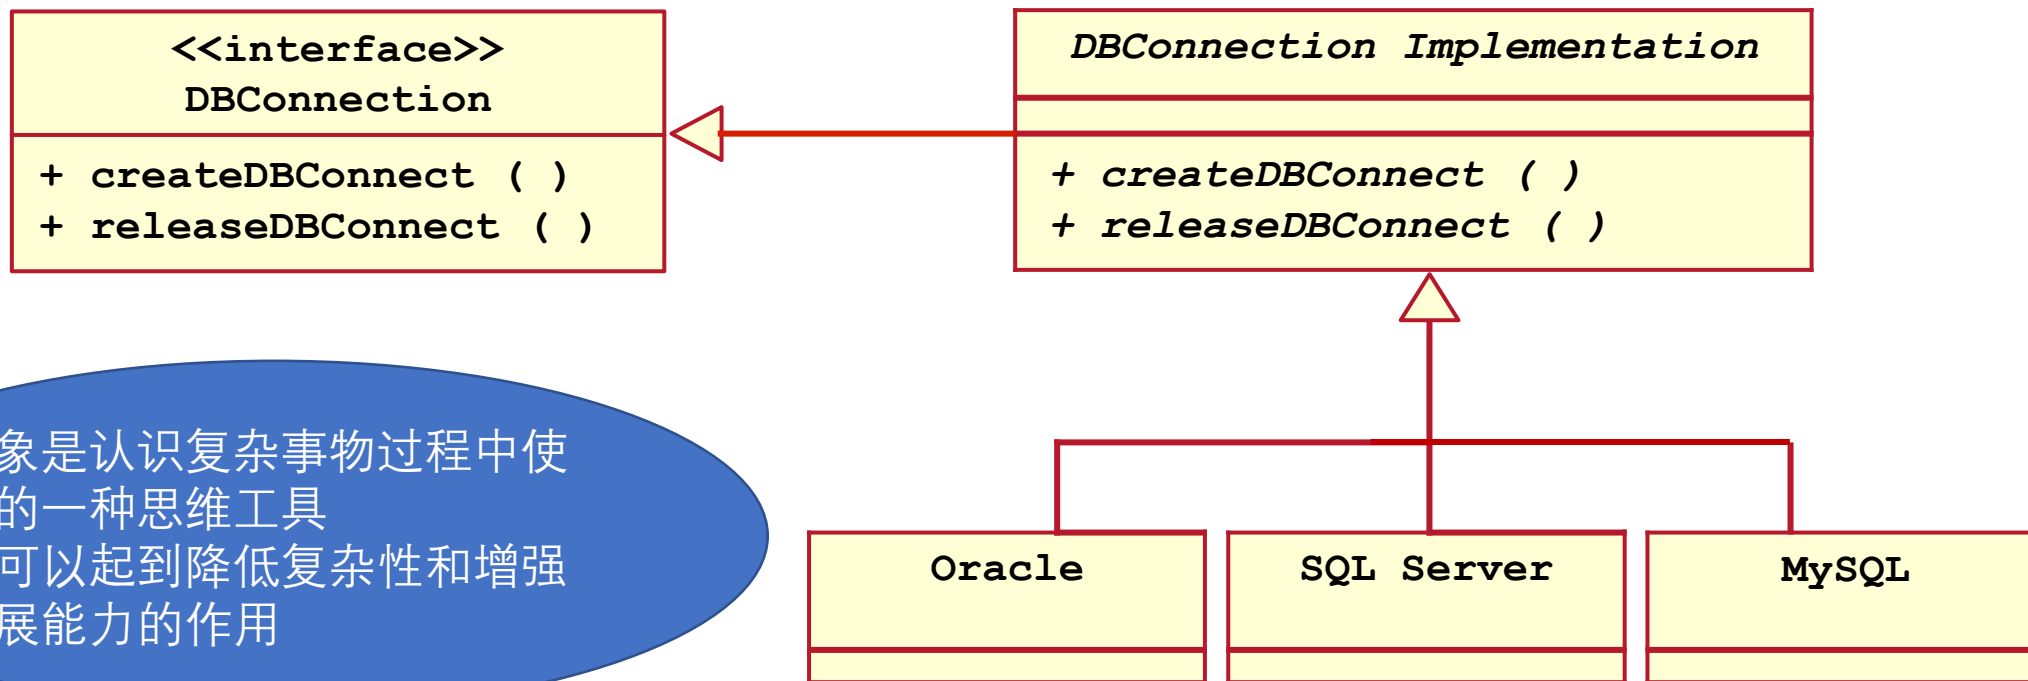 <<interface>>
DBConnection
+ createDBConnect ( )
+ releaseDBConnect ( )
DBConnection Implementation
+ createDBConnect ( )
+ releaseDBConnect ( )
象是认识复杂事物过程中使
的一种思维工具
可以起到降低复杂性和增强
展能力的作用
Oracle
SQL Server
MySQL